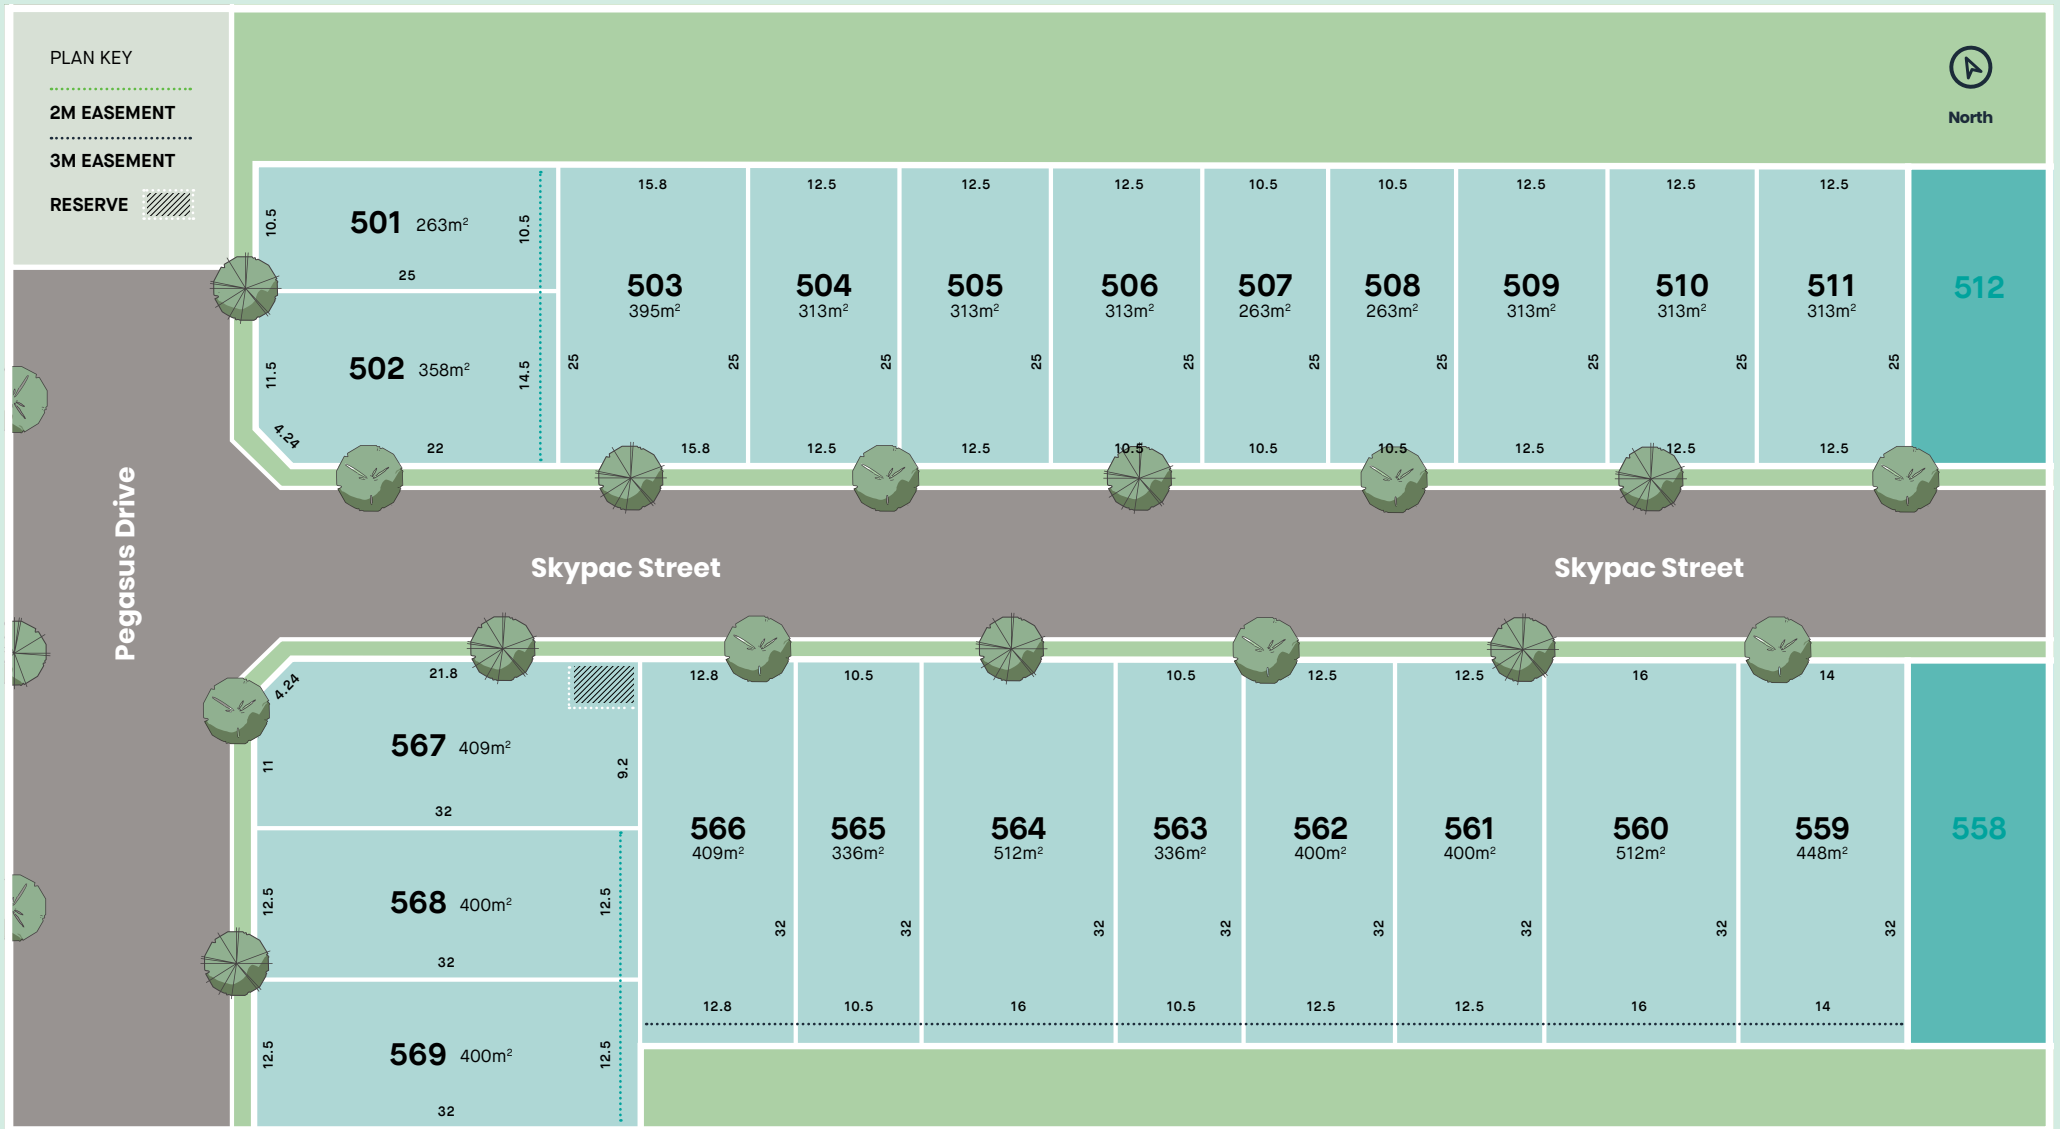 PLAN KEY
2M EASEMENT
3M EASEMENT
RESERVE
North
10.5
501 263m²
10.5
25
11.5
502 358m²
14.5
4.24
22
15.8
503
395m²
25
25
15.8
12.5
504
313m²
25
12.5
12.5
505
313m²
25
12.5
12.5
506
313m²
25
10.5
10.5
507
263m²
25
10.5
10.5
508
263m²
25
10.5
12.5
509
313m²
25
12.5
12.5
510
313m²
25
12.5
12.5
511
313m²
25
12.5
512
Pegasus Drive
Skypac Street
Skypac Street
4.24
21.8
11
567 409m²
9.2
32
12.5
568 400m²
12.5
32
12.5
569 400m²
12.5
32
12.8
566
409m²
32
12.8
10.5
565
336m²
32
10.5
564
512m²
32
16
10.5
563
336m²
32
10.5
12.5
562
400m²
32
12.5
12.5
561
400m²
32
12.5
16
560
512m²
32
16
14
559
448m²
32
14
558